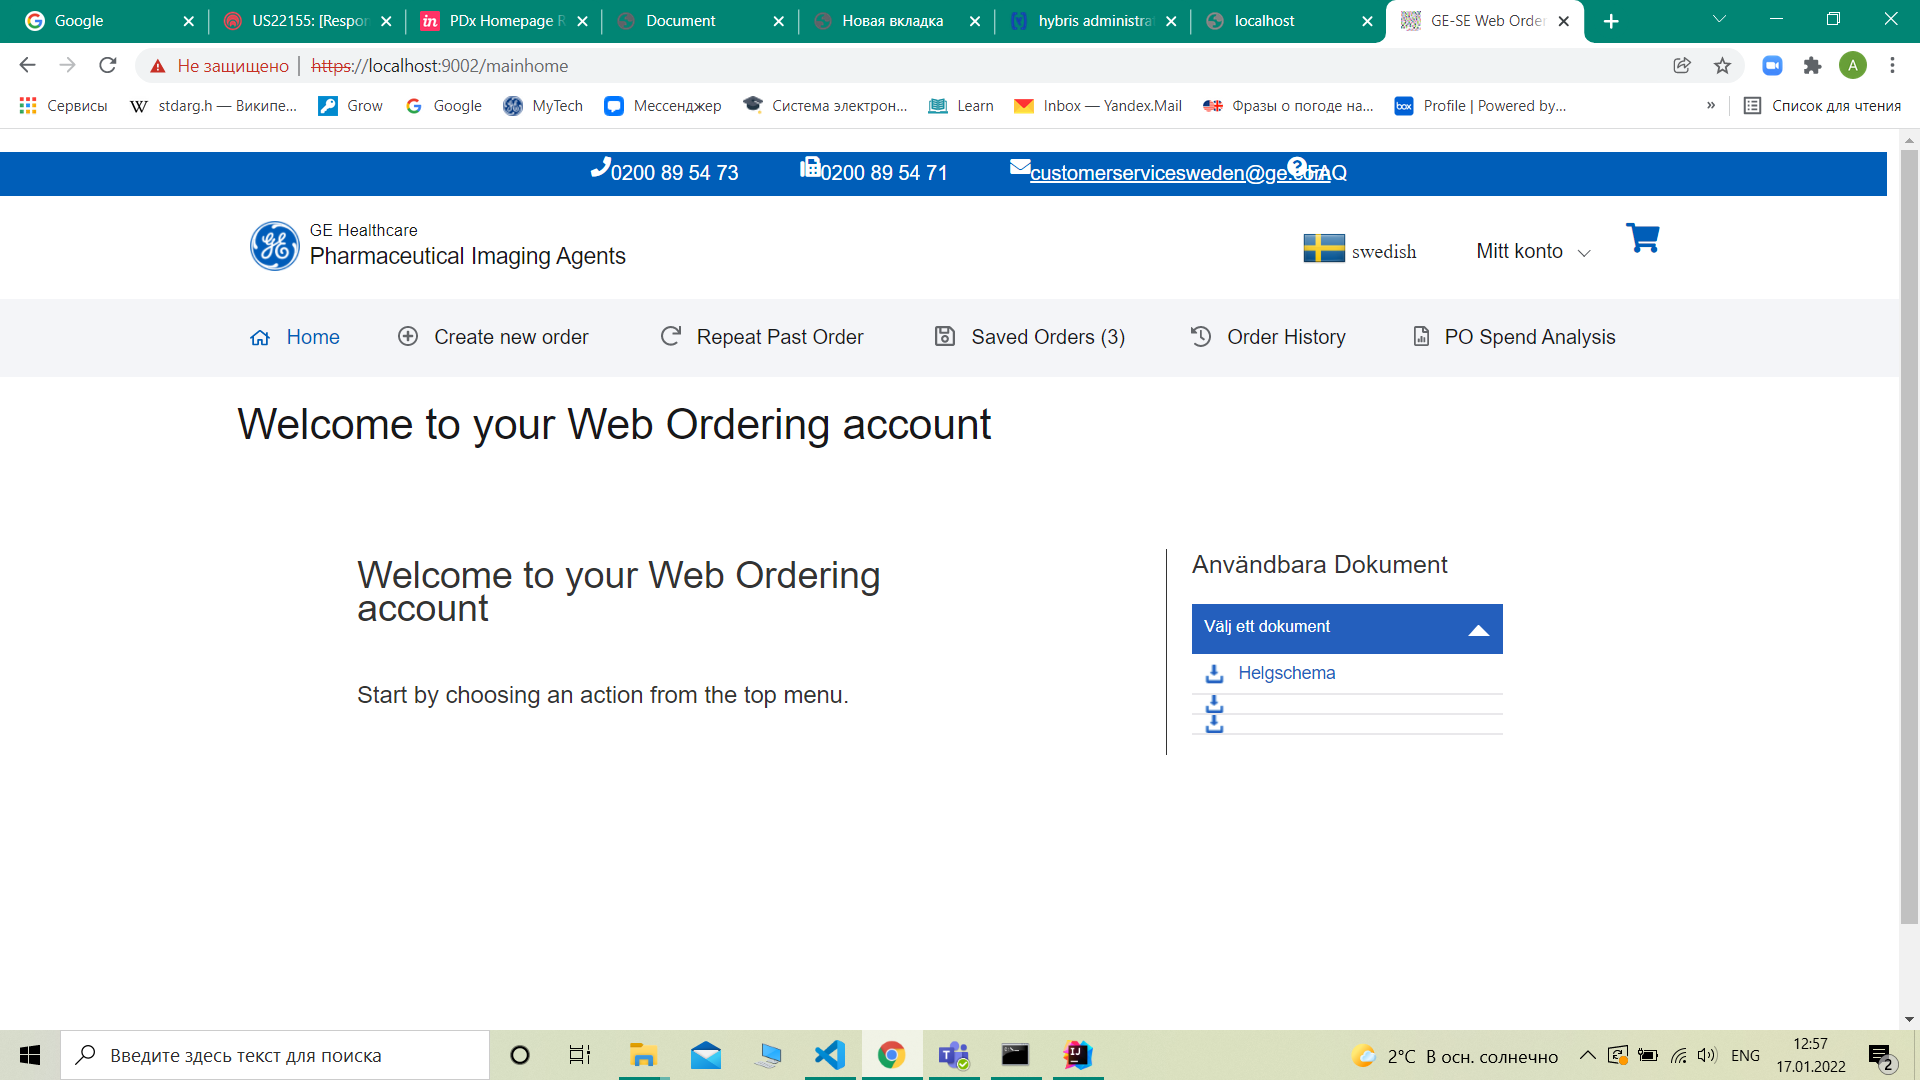 Google
US22155: [Respor
PDx Homepage R
Document
Новая вкладка
hybris administrat
localhost
GE-SE Web Order
Не защищено | https://localhost:9002/mainhome
A
Сервисы
W stdarg.h — Википе...
Grow
Google
MyTech
Мессенджер
Система электрон...
Learn
Inbox — Yandex.Mail
Фразы о погоде на...
box Profile | Powered by...
»
Список для чтения
0200 89 54 73
0200 89 54 71
customerservicesweden@ge.com
FAQ
GE Healthcare
Pharmaceutical Imaging Agents
swedish
Mitt konto
Home
Create new order
Repeat Past Order
Saved Orders (3)
Order History
PO Spend Analysis
Welcome to your Web Ordering account
Welcome to your Web Ordering
account
Start by choosing an action from the top menu.
Användbara Dokument
Välj ett dokument
Helgschema
Введите здесь текст для поиска
2°C В осн. солнечно
ENG
12:57
17.01.2022
2